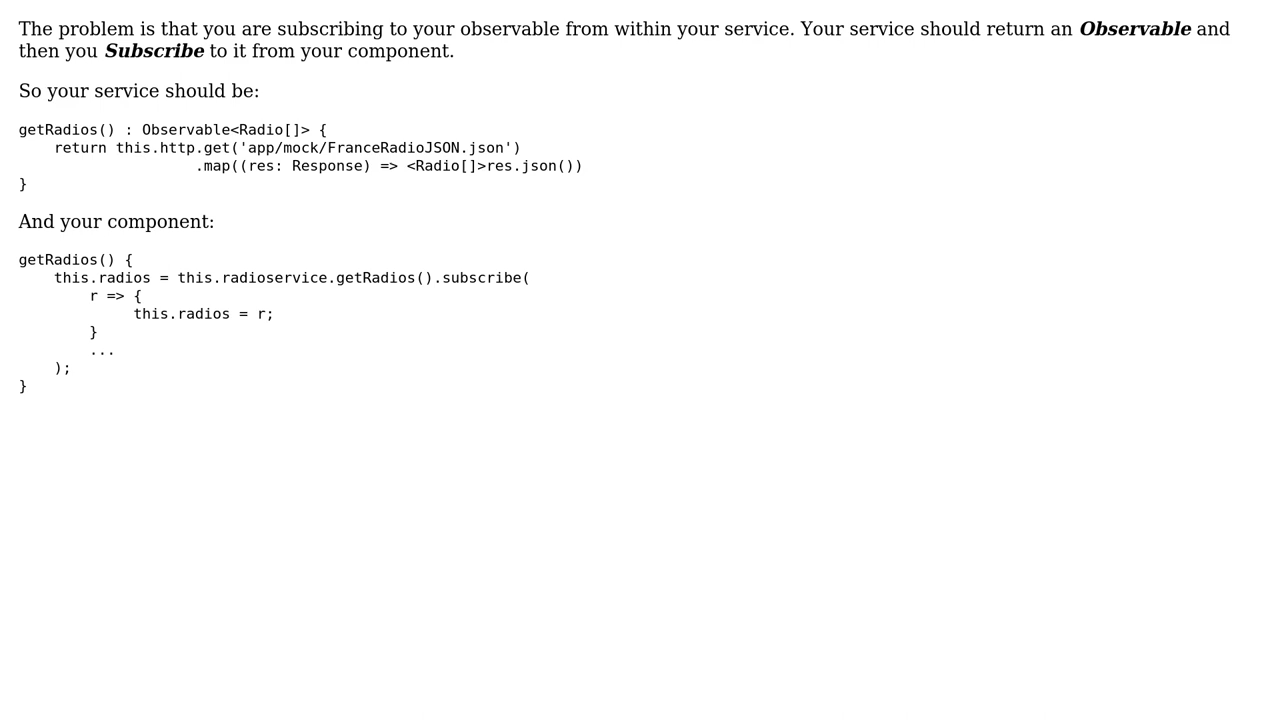 The problem is that you are subscribing to your observable from within your service. Your service should return an Observable and
then you Subscribe to it from your component.
So your service should be:
getRadios() : Observable<Radio[]> {
    return this.http.get('app/mock/FranceRadioJSON.json')
                    .map((res: Response) => <Radio[]>res.json())
}
And your component:
getRadios() {
    this.radios = this.radioservice.getRadios().subscribe(
        r => {
             this.radios = r;
        }
        ...
    );
}